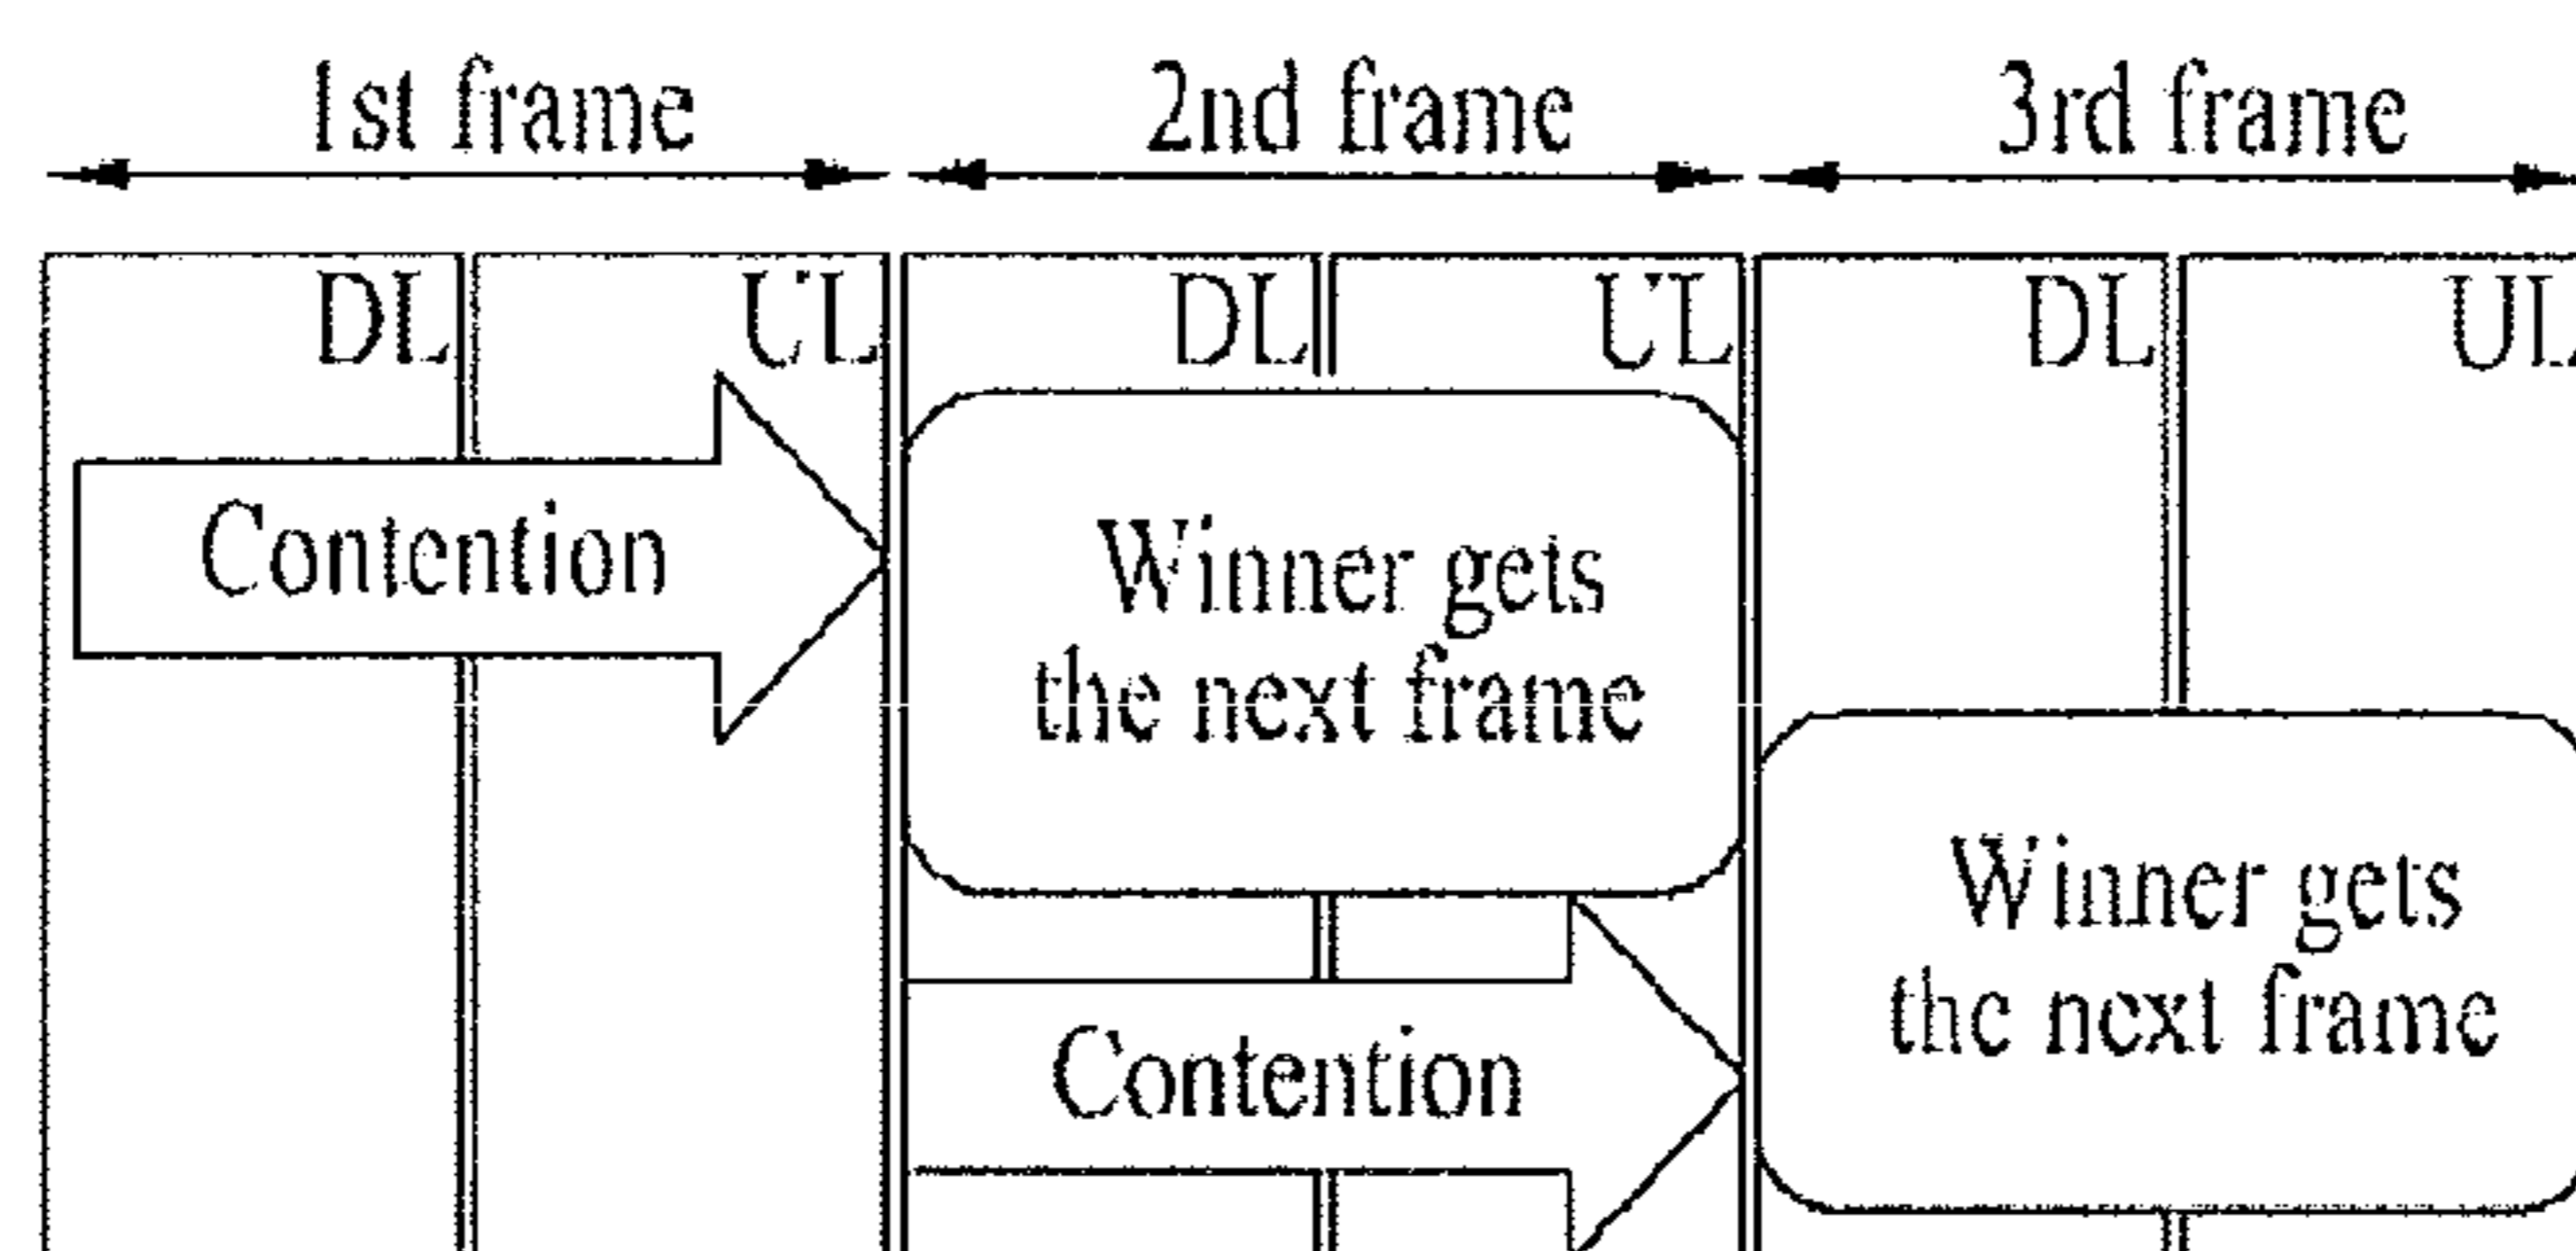 1st frame 2nd frame 3rd frame
DL UL DL UL DL UL
Contention
Winner gets
the next frame
Contention
Winner gets
the next frame